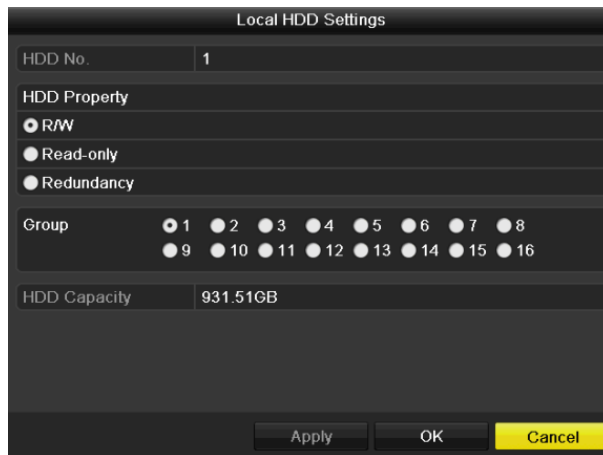 Local HDD Settings
HDD No. 1
HDD Property
R/W
Read-only
Redundancy
Group 1 2 3 4 5 6 7 8
9 10 11 12 13 14 15 16
HDD Capacity 931.51GB
Apply OK Cancel